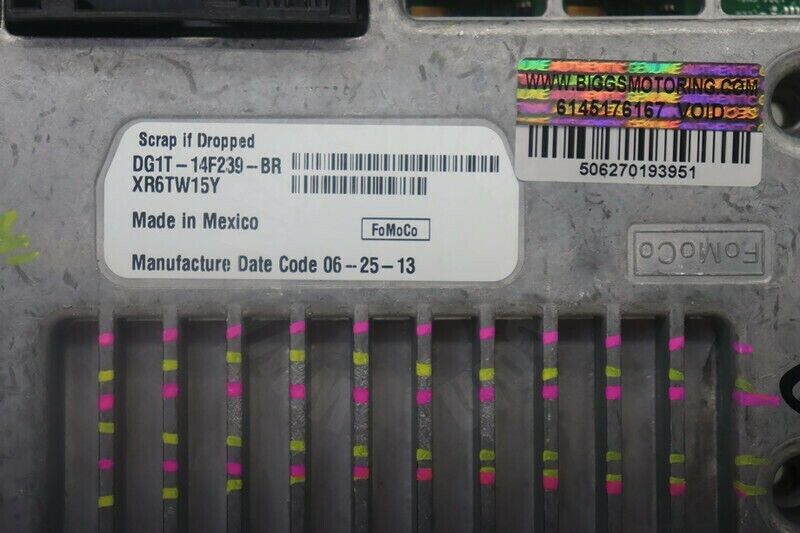 AUTHENTIC
WWW.BIGGSMOTORING.COM
6145176167 VOID
506270193951
Scrap if Dropped
DG1T-14F239-BR
XR6TW15Y
Made in Mexico
FoMoCo
Manufacture Date Code 06-25-13
FoMoCo